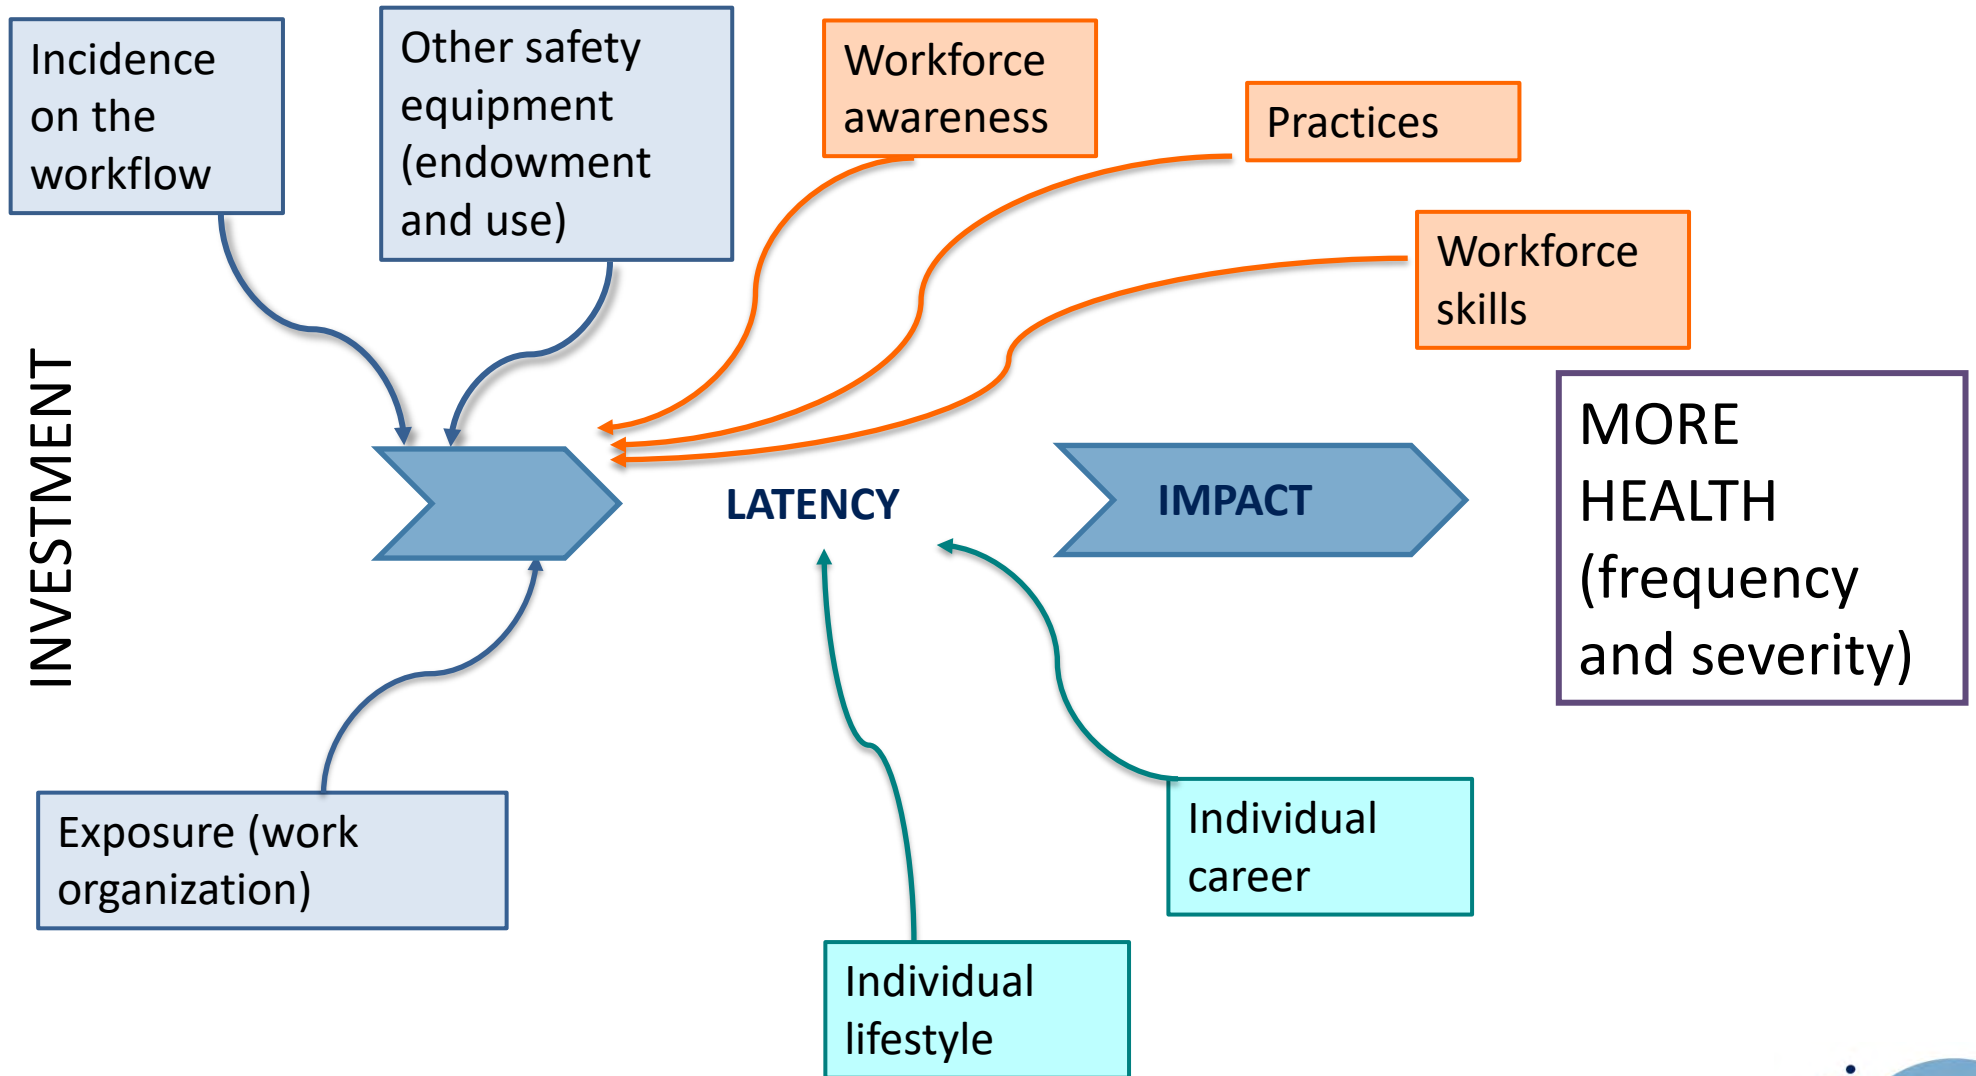 Incidence
on the
workflow
Other safety
equipment
(endowment
and use)
Workforce
awareness
Practices
Workforce
skills
INVESTMENT
LATENCY
IMPACT
MORE
HEALTH
(frequency
and severity)
Exposure (work
organization)
Individual
career
Individual
lifestyle